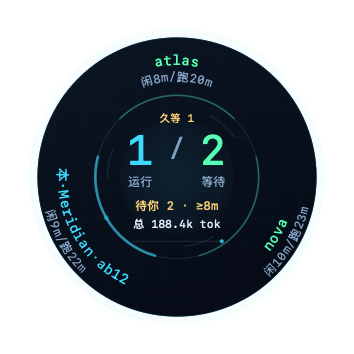 atlas
闲8m/跑20m
久等 1
1 / 2
运行 等待
待你 2 · ≥8m
总 188.4k tok
本·Meridian·ab12
闲9m/跑22m
nova
闲10m/跑23m